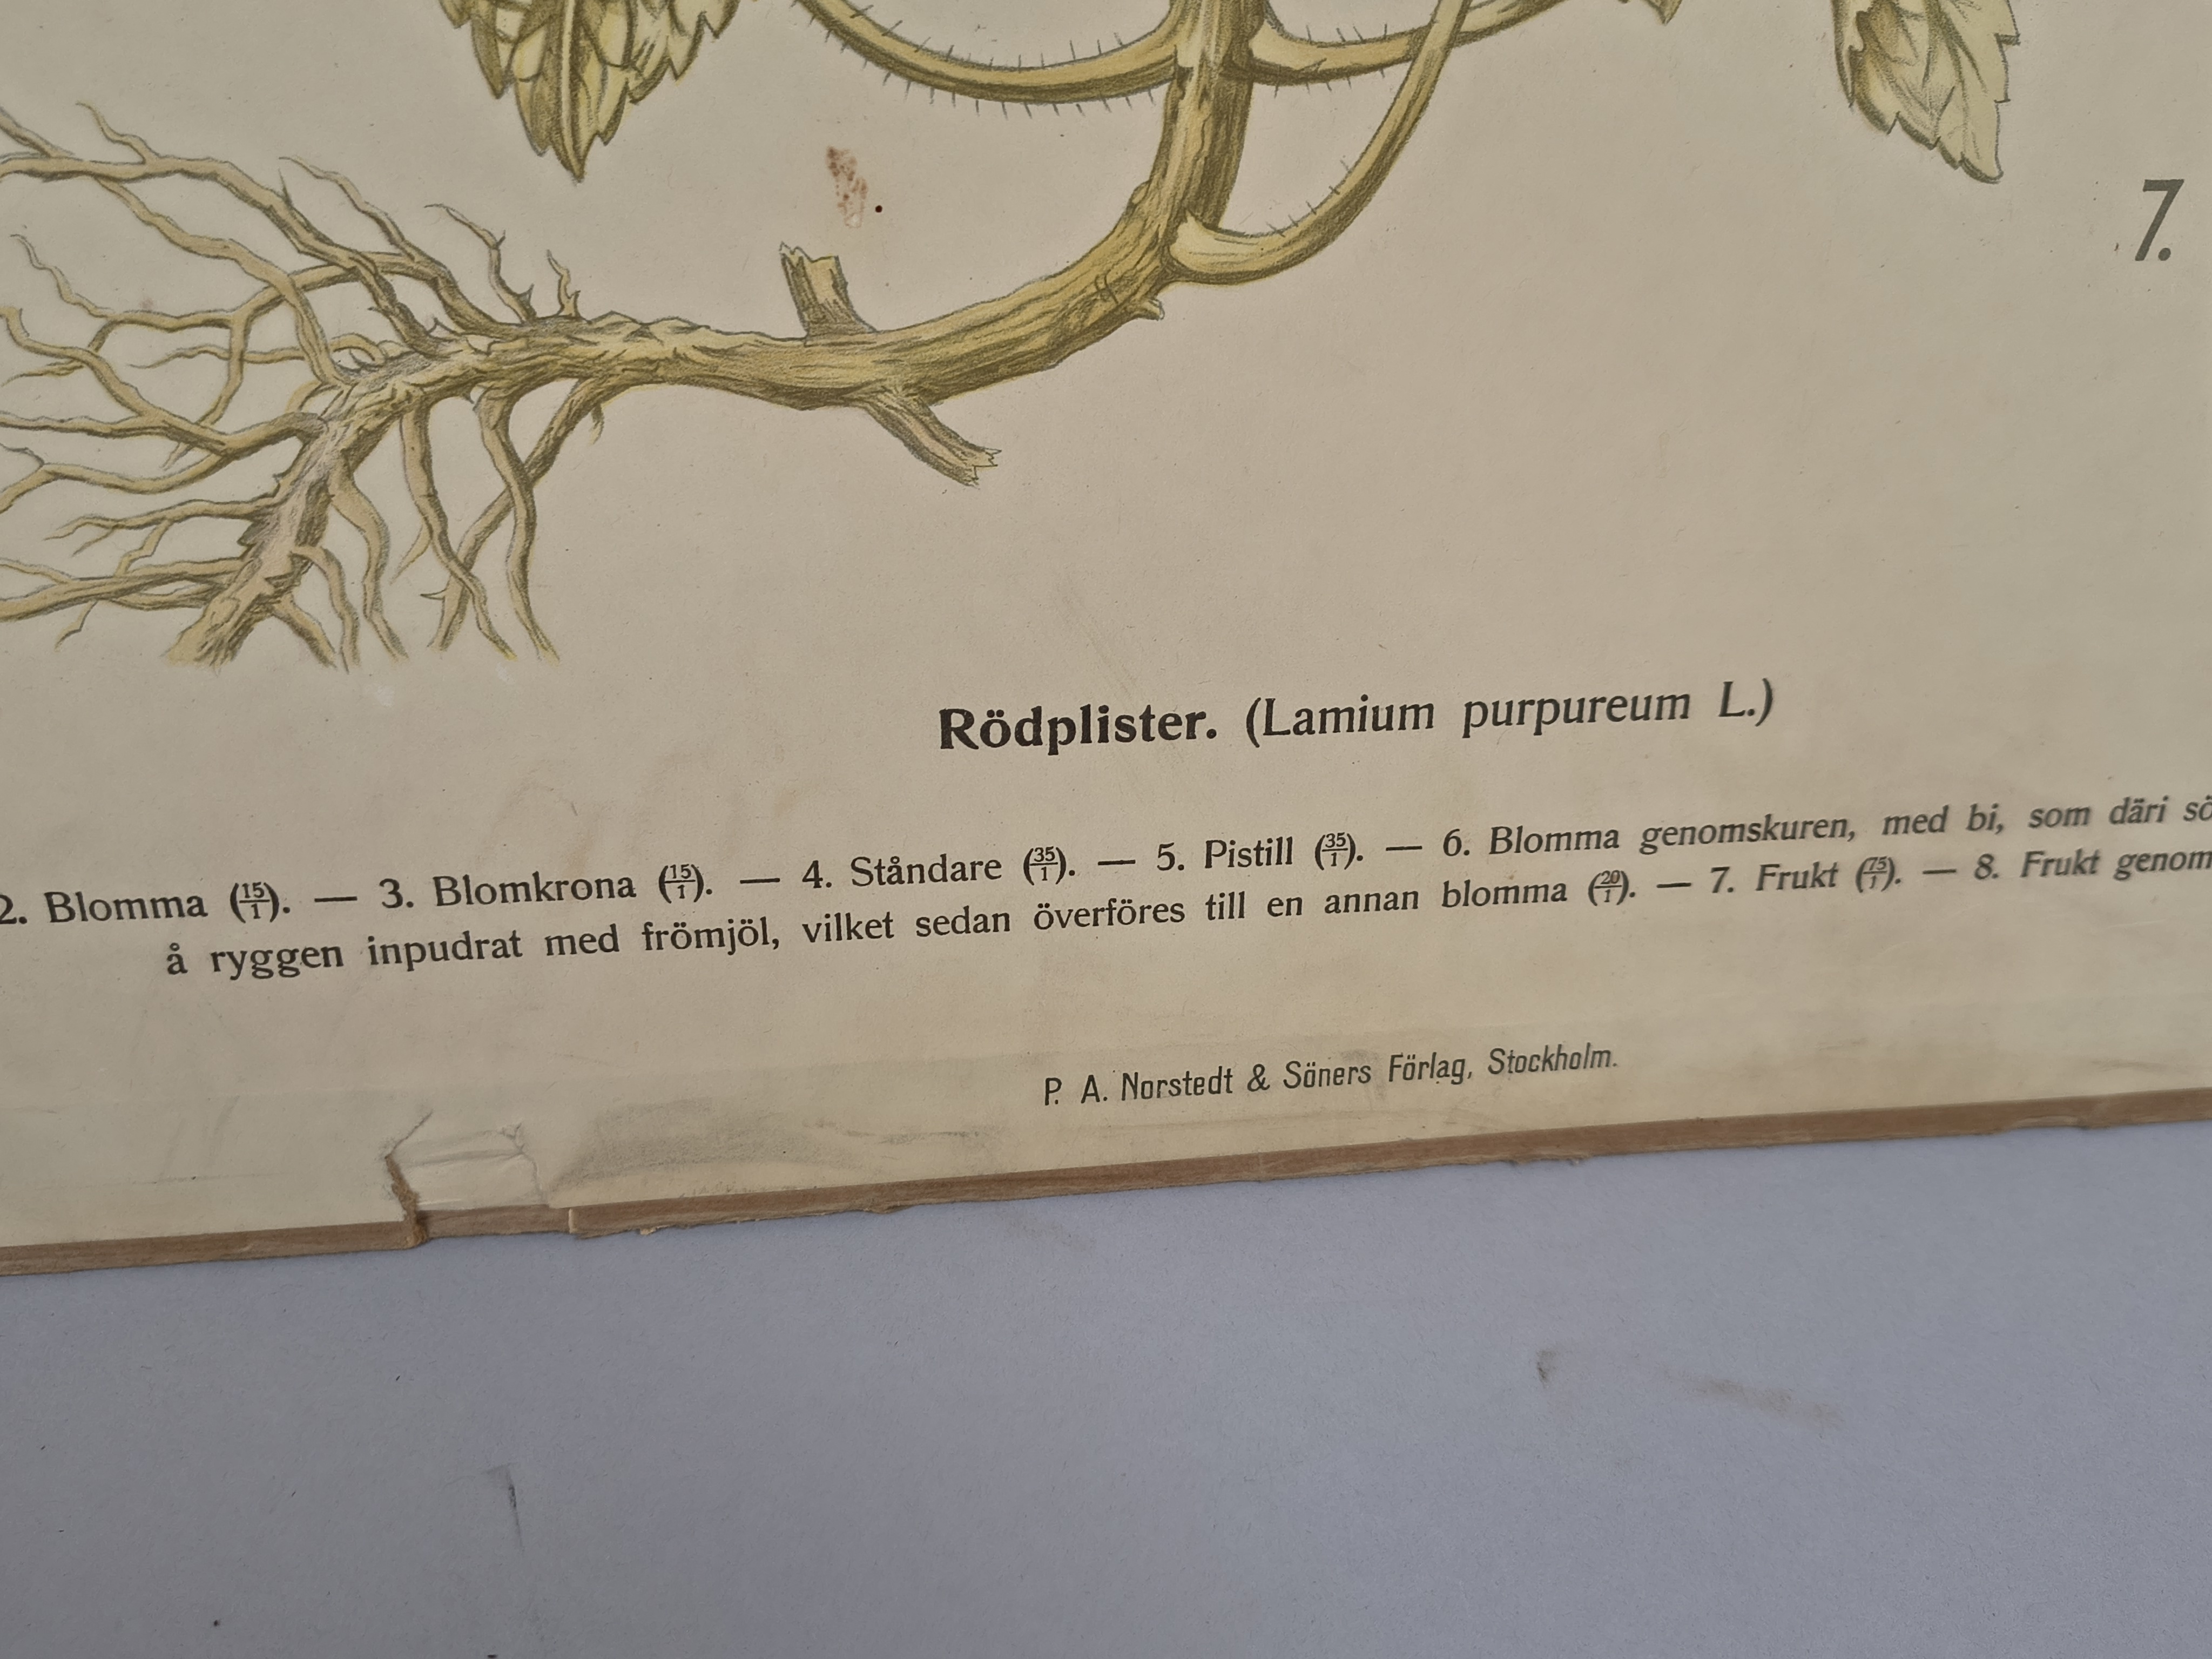 7.
Rödplister. (Lamium purpureum L.)
2. Blomma (15/1). — 3. Blomkrona (15/1). — 4. Ståndare (35/1). — 5. Pistill (35/1). — 6. Blomma genomskuren, med bi, som däri sö
å ryggen inpudrat med frömjöl, vilket sedan överföres till en annan blomma (20/1). — 7. Frukt (75/1). — 8. Frukt genom
P. A. Norstedt & Söners Förlag, Stockholm.